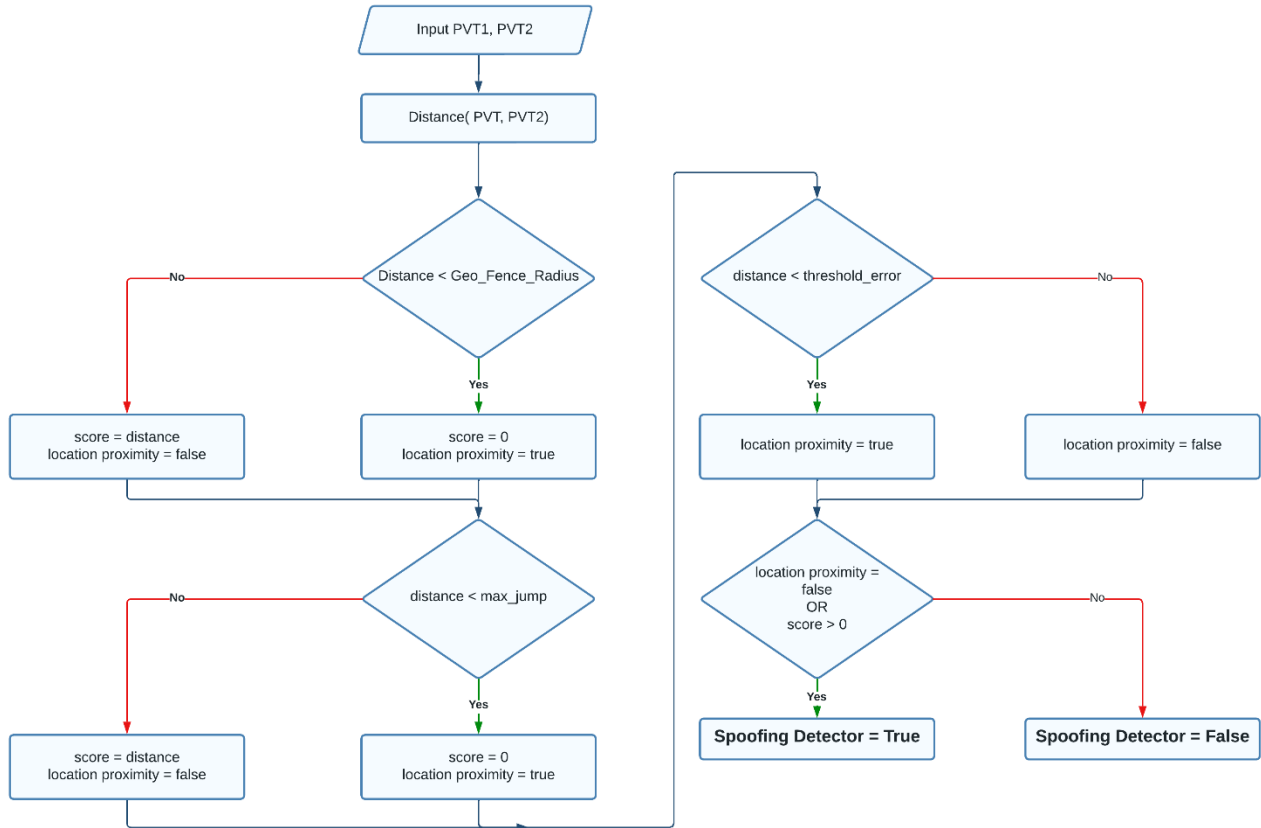 Input PVT1, PVT2
Distance( PVT, PVT2)
Distance < Geo_Fence_Radius
No
Yes
score = distance
location proximity = false
score = 0
location proximity = true
distance < max_jump
No
Yes
score = distance
location proximity = false
score = 0
location proximity = true
distance < threshold_error
No
Yes
location proximity = true
location proximity = false
location proximity =
false
OR
score > 0
No
Yes
Spoofing Detector = True
Spoofing Detector = False